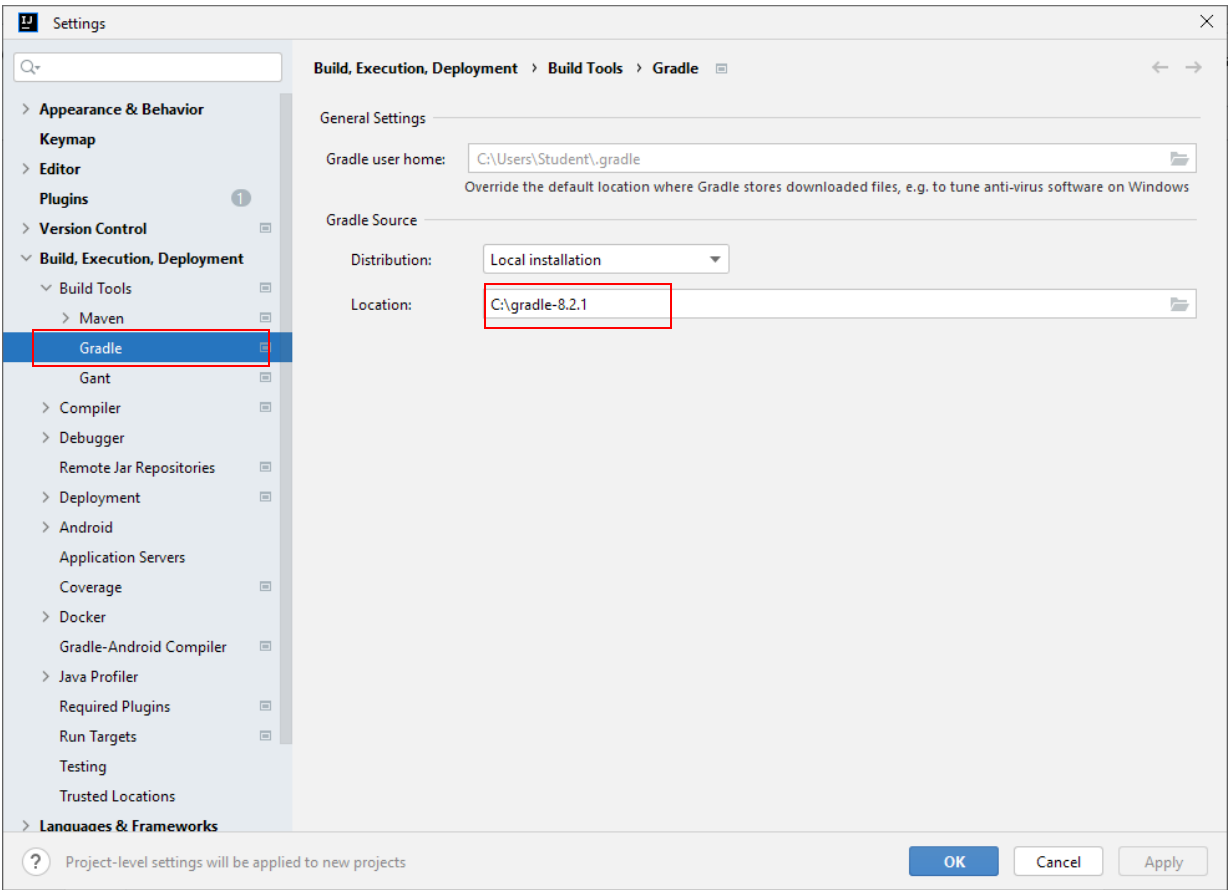 Settings
Build, Execution, Deployment › Build Tools › Gradle
Appearance & Behavior
Keymap
Editor
Plugins 1
Version Control
Build, Execution, Deployment
Build Tools
Maven
Gradle
Gant
Compiler
Debugger
Remote Jar Repositories
Deployment
Android
Application Servers
Coverage
Docker
Gradle-Android Compiler
Java Profiler
Required Plugins
Run Targets
Testing
Trusted Locations
Languages & Frameworks
General Settings
Gradle user home: C:\Users\Student\.gradle
Override the default location where Gradle stores downloaded files, e.g. to tune anti-virus software on Windows
Gradle Source
Distribution: Local installation
Location: C:\gradle-8.2.1
? Project-level settings will be applied to new projects
OK Cancel Apply